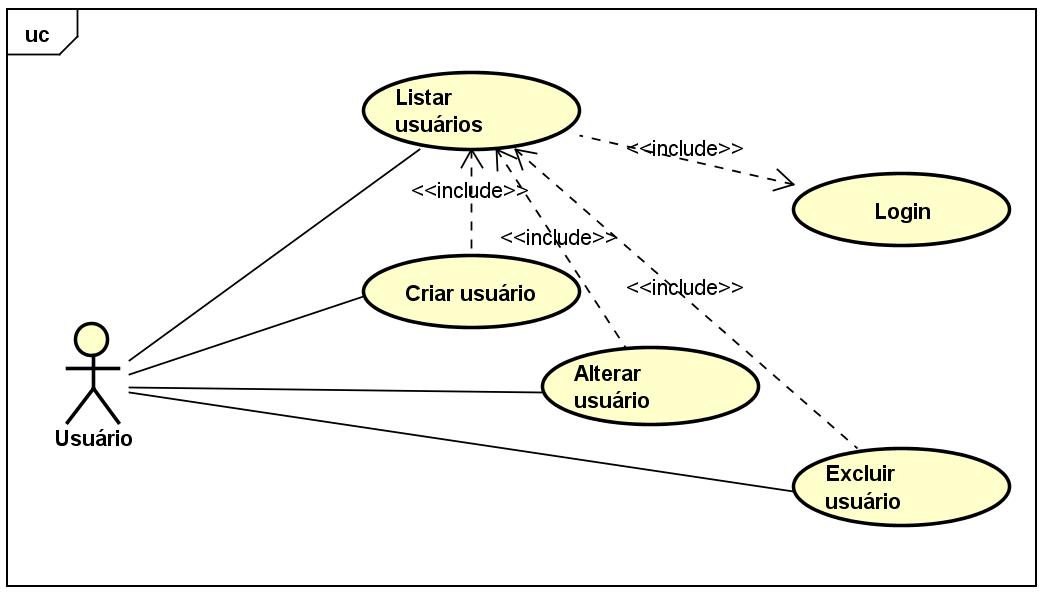 uc
Listar
usuários
<<include>>
<<include>>
Login
<<include>>
<<include>>
Criar usuário
Alterar
usuário
Usuário
Excluir
usuário